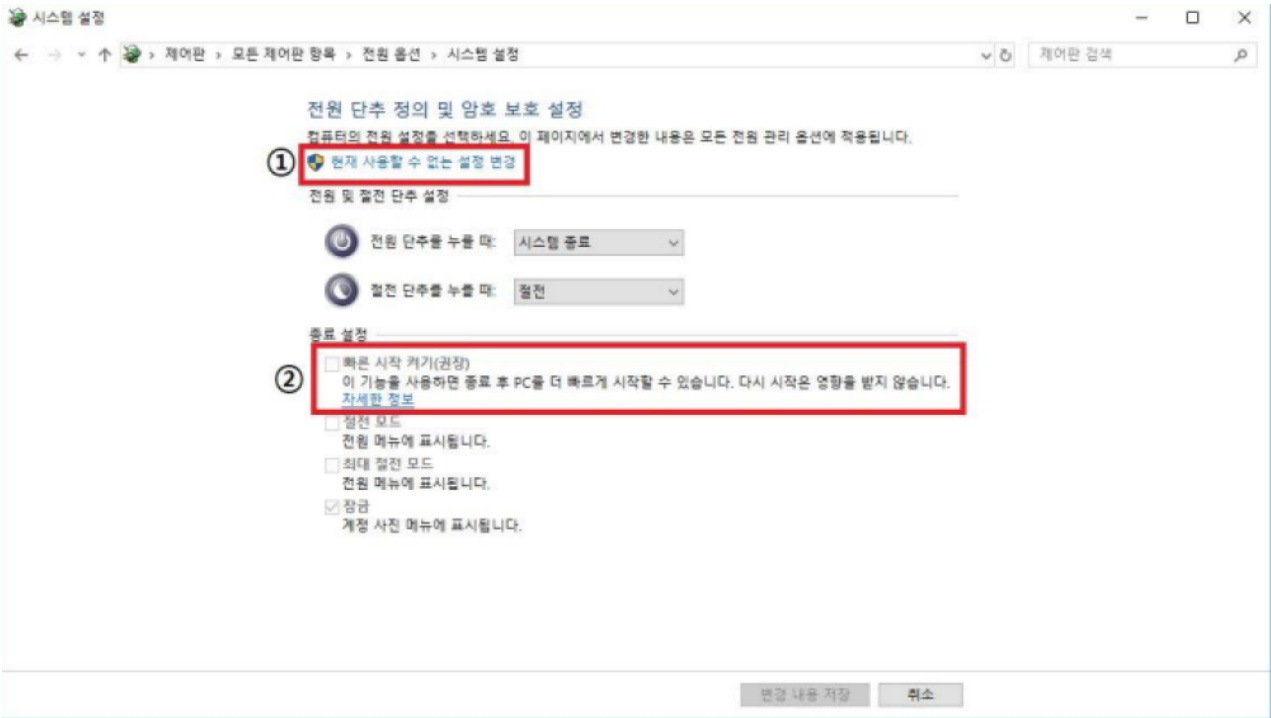 시스템 설정
제어판 › 모든 제어판 항목 › 전원 옵션 › 시스템 설정
제어판 검색
전원 단추 정의 및 암호 보호 설정
컴퓨터의 전원 설정을 선택하세요. 이 페이지에서 변경한 내용은 모든 전원 관리 옵션에 적용됩니다.
① 현재 사용할 수 없는 설정 변경
전원 및 절전 단추 설정
전원 단추를 누를 때: 시스템 종료
절전 단추를 누를 때: 절전
종료 설정
② 빠른 시작 켜기(권장)
이 기능을 사용하면 종료 후 PC를 더 빠르게 시작할 수 있습니다. 다시 시작은 영향을 받지 않습니다.
자세한 정보
절전 모드
전원 메뉴에 표시됩니다.
최대 절전 모드
전원 메뉴에 표시됩니다.
잠금
계정 사진 메뉴에 표시됩니다.
변경 내용 저장 취소